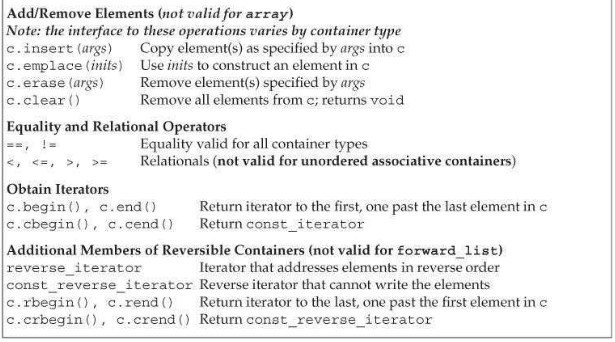 Add/Remove Elements (not valid for array)
Note: the interface to these operations varies by container type
c.insert(args) Copy element(s) as specified by args into c
c.emplace(inits) Use inits to construct an element in c
c.erase(args) Remove element(s) specified by args
c.clear() Remove all elements from c; returns void
Equality and Relational Operators
==, != Equality valid for all container types
<, <=, >, >= Relationals (not valid for unordered associative containers)
Obtain Iterators
c.begin(), c.end() Return iterator to the first, one past the last element in c
c.cbegin(), c.cend() Return const_iterator
Additional Members of Reversible Containers (not valid for forward_list)
reverse_iterator Iterator that addresses elements in reverse order
const_reverse_iterator Reverse iterator that cannot write the elements
c.rbegin(), c.rend() Return iterator to the last, one past the first element in c
c.crbegin(), c.crend() Return const_reverse_iterator